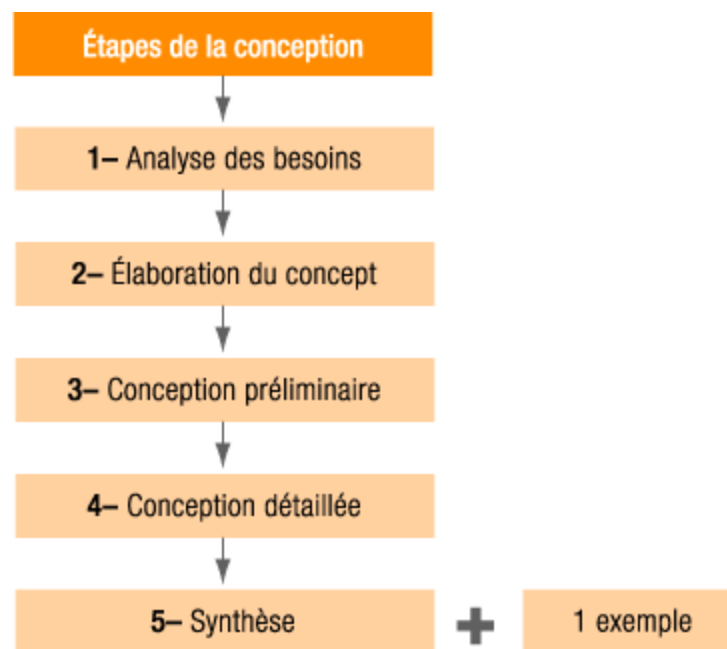 Étapes de la conception
1– Analyse des besoins
2– Élaboration du concept
3– Conception préliminaire
4– Conception détaillée
5– Synthèse
1 exemple